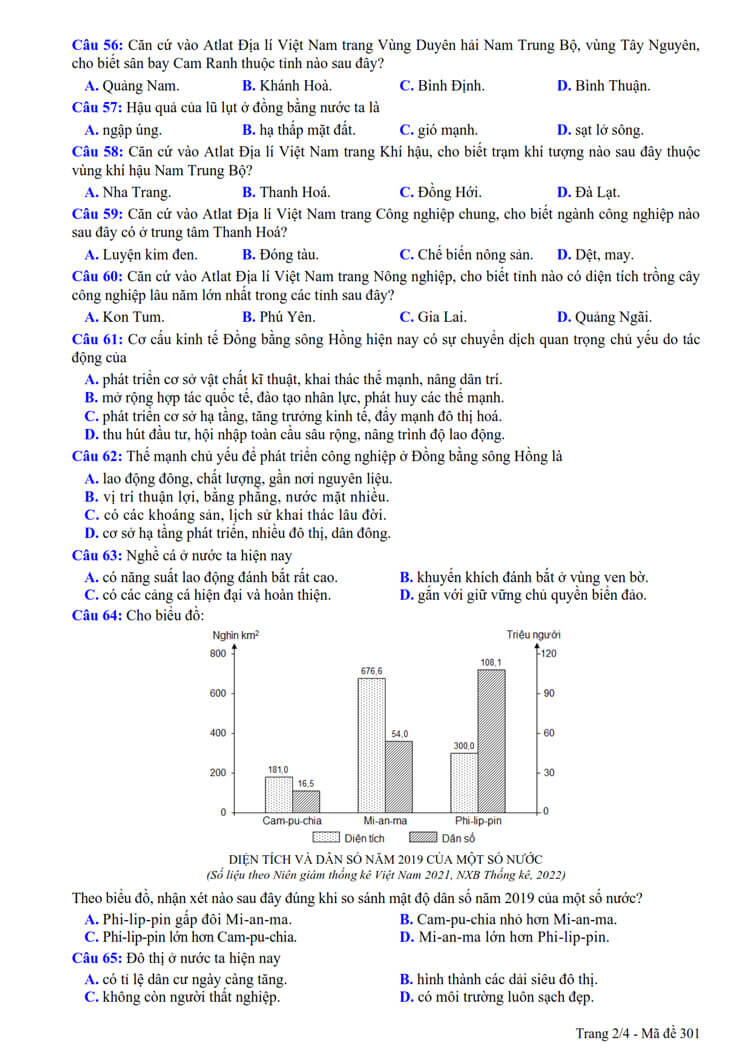 Câu 56: Căn cứ vào Atlat Địa lí Việt Nam trang Vùng Duyên hải Nam Trung Bộ, vùng Tây Nguyên,
cho biết sân bay Cam Ranh thuộc tỉnh nào sau đây?
A. Quảng Nam. B. Khánh Hoà. C. Bình Định. D. Bình Thuận.
Câu 57: Hậu quả của lũ lụt ở đồng bằng nước ta là
A. ngập úng. B. hạ thấp mặt đất. C. gió mạnh. D. sạt lở sông.
Câu 58: Căn cứ vào Atlat Địa lí Việt Nam trang Khí hậu, cho biết trạm khí tượng nào sau đây thuộc
vùng khí hậu Nam Trung Bộ?
A. Nha Trang. B. Thanh Hoá. C. Đồng Hới. D. Đà Lạt.
Câu 59: Căn cứ vào Atlat Địa lí Việt Nam trang Công nghiệp chung, cho biết ngành công nghiệp nào
sau đây có ở trung tâm Thanh Hoá?
A. Luyện kim đen. B. Đóng tàu. C. Chế biến nông sản. D. Dệt, may.
Câu 60: Căn cứ vào Atlat Địa lí Việt Nam trang Nông nghiệp, cho biết tỉnh nào có diện tích trồng cây
công nghiệp lâu năm lớn nhất trong các tỉnh sau đây?
A. Kon Tum. B. Phú Yên. C. Gia Lai. D. Quảng Ngãi.
Câu 61: Cơ cấu kinh tế Đồng bằng sông Hồng hiện nay có sự chuyển dịch quan trọng chủ yếu do tác
động của
A. phát triển cơ sở vật chất kĩ thuật, khai thác thế mạnh, nâng dân trí.
B. mở rộng hợp tác quốc tế, đào tạo nhân lực, phát huy các thế mạnh.
C. phát triển cơ sở hạ tầng, tăng trưởng kinh tế, đẩy mạnh đô thị hoá.
D. thu hút đầu tư, hội nhập toàn cầu sâu rộng, nâng trình độ lao động.
Câu 62: Thế mạnh chủ yếu để phát triển công nghiệp ở Đồng bằng sông Hồng là
A. lao động đông, chất lượng, gần nơi nguyên liệu.
B. vị trí thuận lợi, bằng phẳng, nước mặt nhiều.
C. có các khoáng sản, lịch sử khai thác lâu đời.
D. cơ sở hạ tầng phát triển, nhiều đô thị, dân đông.
Câu 63: Nghề cá ở nước ta hiện nay
A. có năng suất lao động đánh bắt rất cao. B. khuyến khích đánh bắt ở vùng ven bờ.
C. có các cảng cá hiện đại và hoàn thiện. D. gắn với giữ vững chủ quyền biển đảo.
Câu 64: Cho biểu đồ:
Nghìn km² Triệu người
800 120
676,6 108,1
600 90
400 54,0 60
300,0
200 181,0 30
16,5
0 0
Cam-pu-chia Mi-an-ma Phi-lip-pin
Diện tích Dân số
DIỆN TÍCH VÀ DÂN SỐ NĂM 2019 CỦA MỘT SỐ NƯỚC
(Số liệu theo Niên giám thống kê Việt Nam 2021, NXB Thống kê, 2022)
Theo biểu đồ, nhận xét nào sau đây đúng khi so sánh mật độ dân số năm 2019 của một số nước?
A. Phi-lip-pin gấp đôi Mi-an-ma. B. Cam-pu-chia nhỏ hơn Mi-an-ma.
C. Phi-lip-pin lớn hơn Cam-pu-chia. D. Mi-an-ma lớn hơn Phi-lip-pin.
Câu 65: Đô thị ở nước ta hiện nay
A. có tỉ lệ dân cư ngày càng tăng. B. hình thành các dải siêu đô thị.
C. không còn người thất nghiệp. D. có môi trường luôn sạch đẹp.
Trang 2/4 - Mã đề 301